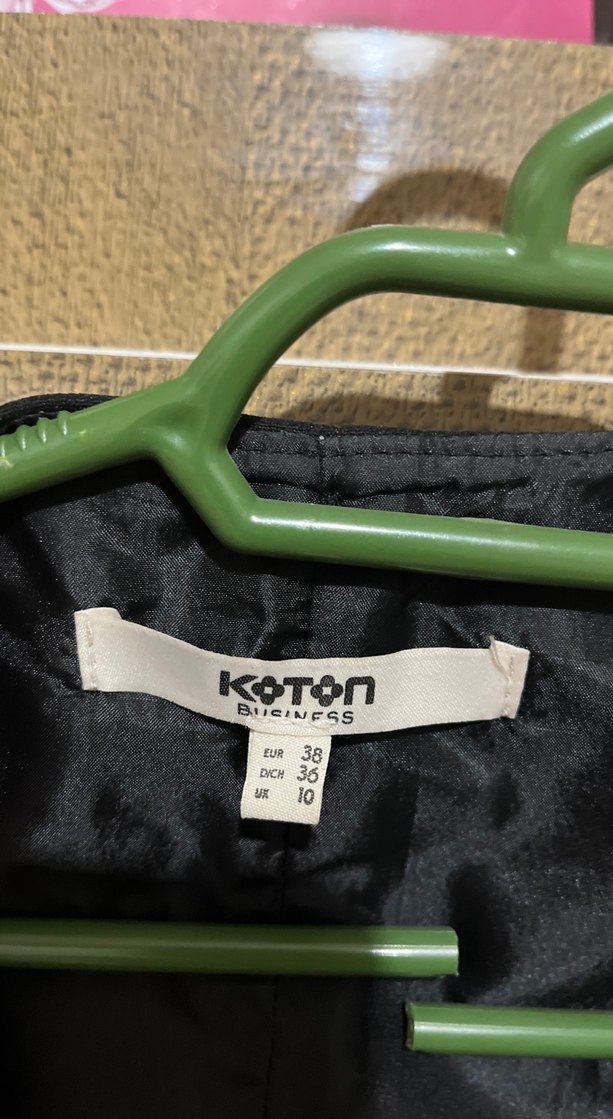 KOTON
BUSINESS
EUR 38
D/CH 36
UK 10